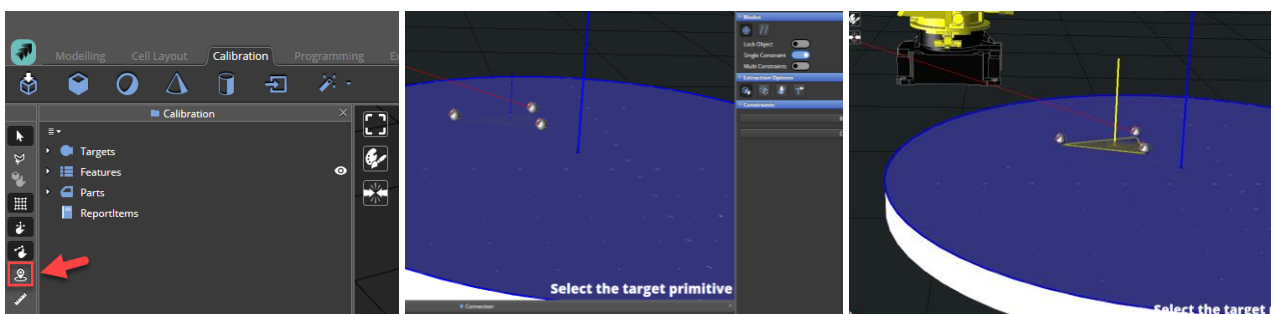 Modelling Cell Layout Calibration Programming
Calibration
Targets
Features
Parts
ReportItems
Modes
Lock Object
Single Constraint
Multi Constraints
Extraction Options
Constraints
Select the target primitive
Connection
Select the target